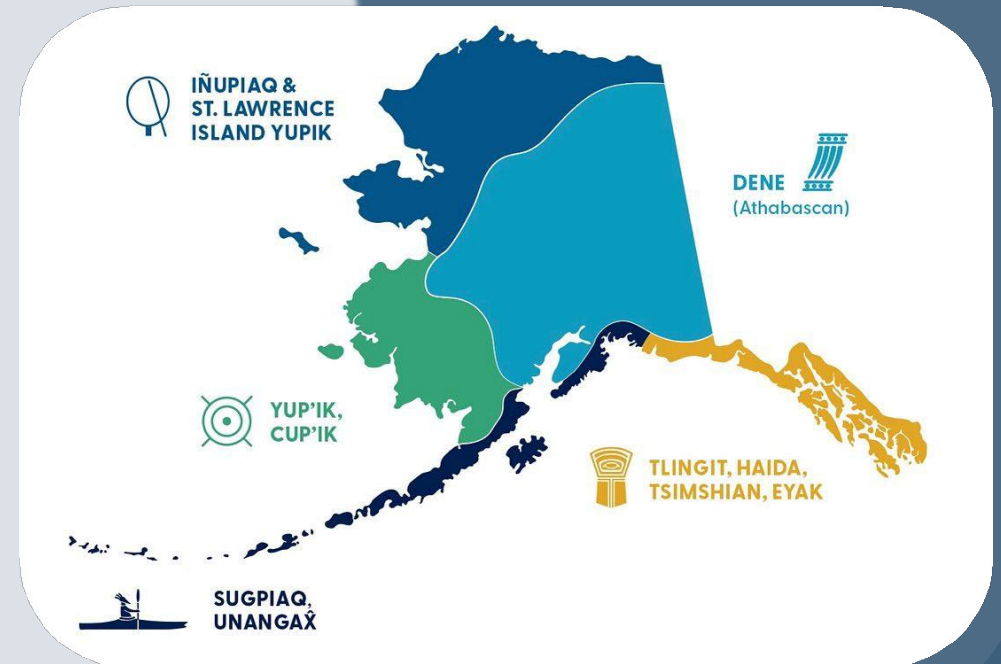 IÑUPIAQ &
ST. LAWRENCE
ISLAND YUPIK
DENE
(Athabascan)
YUP’IK,
CUP’IK
TLINGIT, HAIDA,
TSIMSHIAN, EYAK
SUGPIAQ,
UNANGAX̂